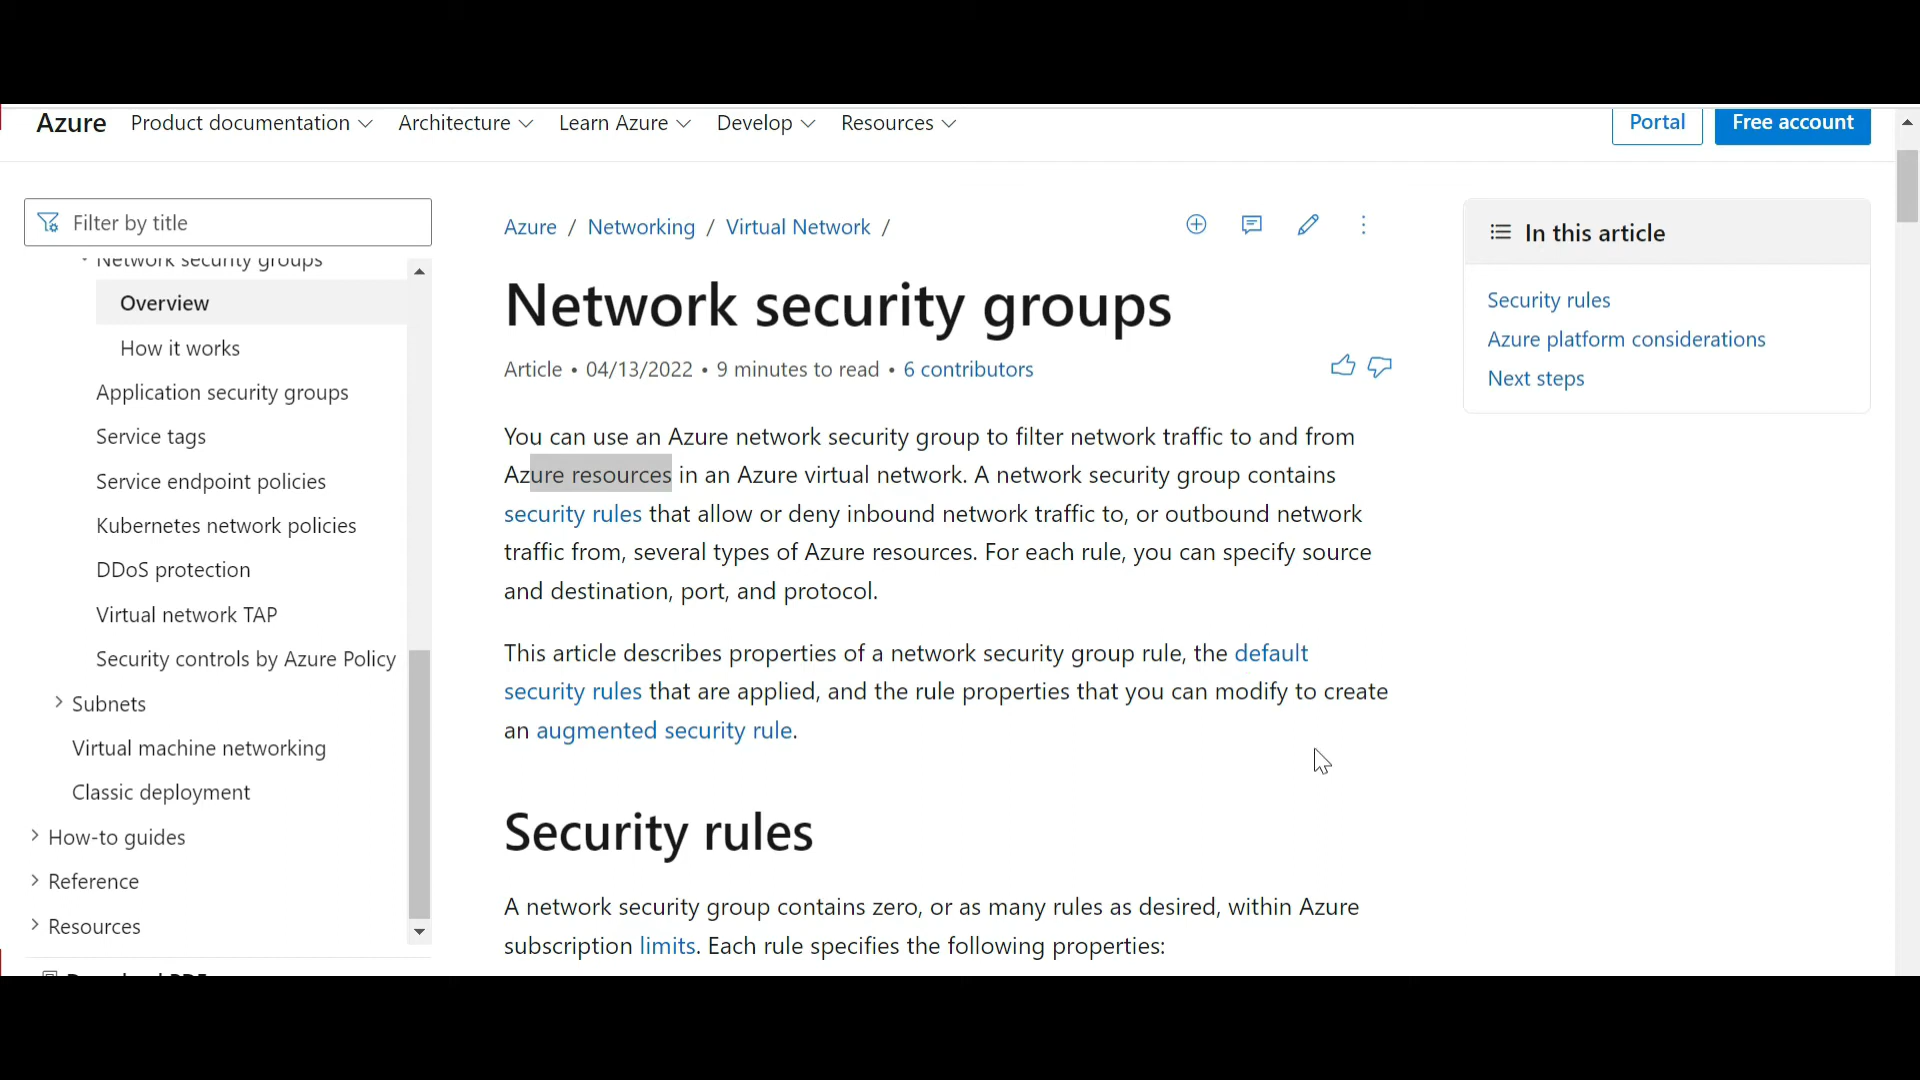 Azure Product documentation Architecture Learn Azure Develop Resources Portal Free account
Filter by title
Network security groups
Overview
How it works
Application security groups
Service tags
Service endpoint policies
Kubernetes network policies
DDoS protection
Virtual network TAP
Security controls by Azure Policy
Subnets
Virtual machine networking
Classic deployment
How-to guides
Reference
Resources
Download PDF
Azure / Networking / Virtual Network /
Network security groups
Article • 04/13/2022 • 9 minutes to read • 6 contributors
You can use an Azure network security group to filter network traffic to and from
Azure resources in an Azure virtual network. A network security group contains
security rules that allow or deny inbound network traffic to, or outbound network
traffic from, several types of Azure resources. For each rule, you can specify source
and destination, port, and protocol.
This article describes properties of a network security group rule, the default
security rules that are applied, and the rule properties that you can modify to create
an augmented security rule.
Security rules
A network security group contains zero, or as many rules as desired, within Azure
subscription limits. Each rule specifies the following properties:
In this article
Security rules
Azure platform considerations
Next steps